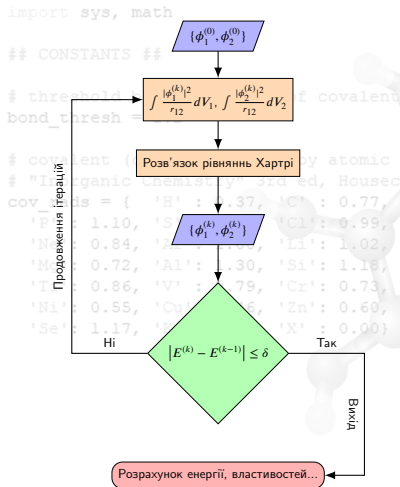 import sys, math
## CONSTANTS ##
{ϕ₁⁽⁰⁾, ϕ₂⁽⁰⁾}
# threshold of covalent
bond_thresh =
∫ |ϕ₁⁽ᵏ⁾|²/r₁₂ dV₁, ∫ |ϕ₂⁽ᵏ⁾|²/r₁₂ dV₂
# covalent by atomic
Розв'язок рівняннь Хартрі
# "Inorganic Chemistry" 3rd ed, Housec
cov_rads = { 'H' : .37, 'C' : 0.77,
1.10, 'S 'Cl 0.99,
{ϕ₁⁽ᵏ⁾, ϕ₂⁽ᵏ⁾}
'Ne 0.84, 1.02,
'Mg 0.72, 'Al' .30, 'Si' : 1.18,
0.86, 'V' .79, 'Cr' : 0.73,
'Ni' : 0.55, 'Cu 'Zn' : 0.60,
'Se' : 1.17, 'X' : 0.00}
Продовження ітерацій
|E⁽ᵏ⁾ − E⁽ᵏ⁻¹⁾| ≤ δ
Ні
Так
Вихід
Розрахунок енергії, властивостей...